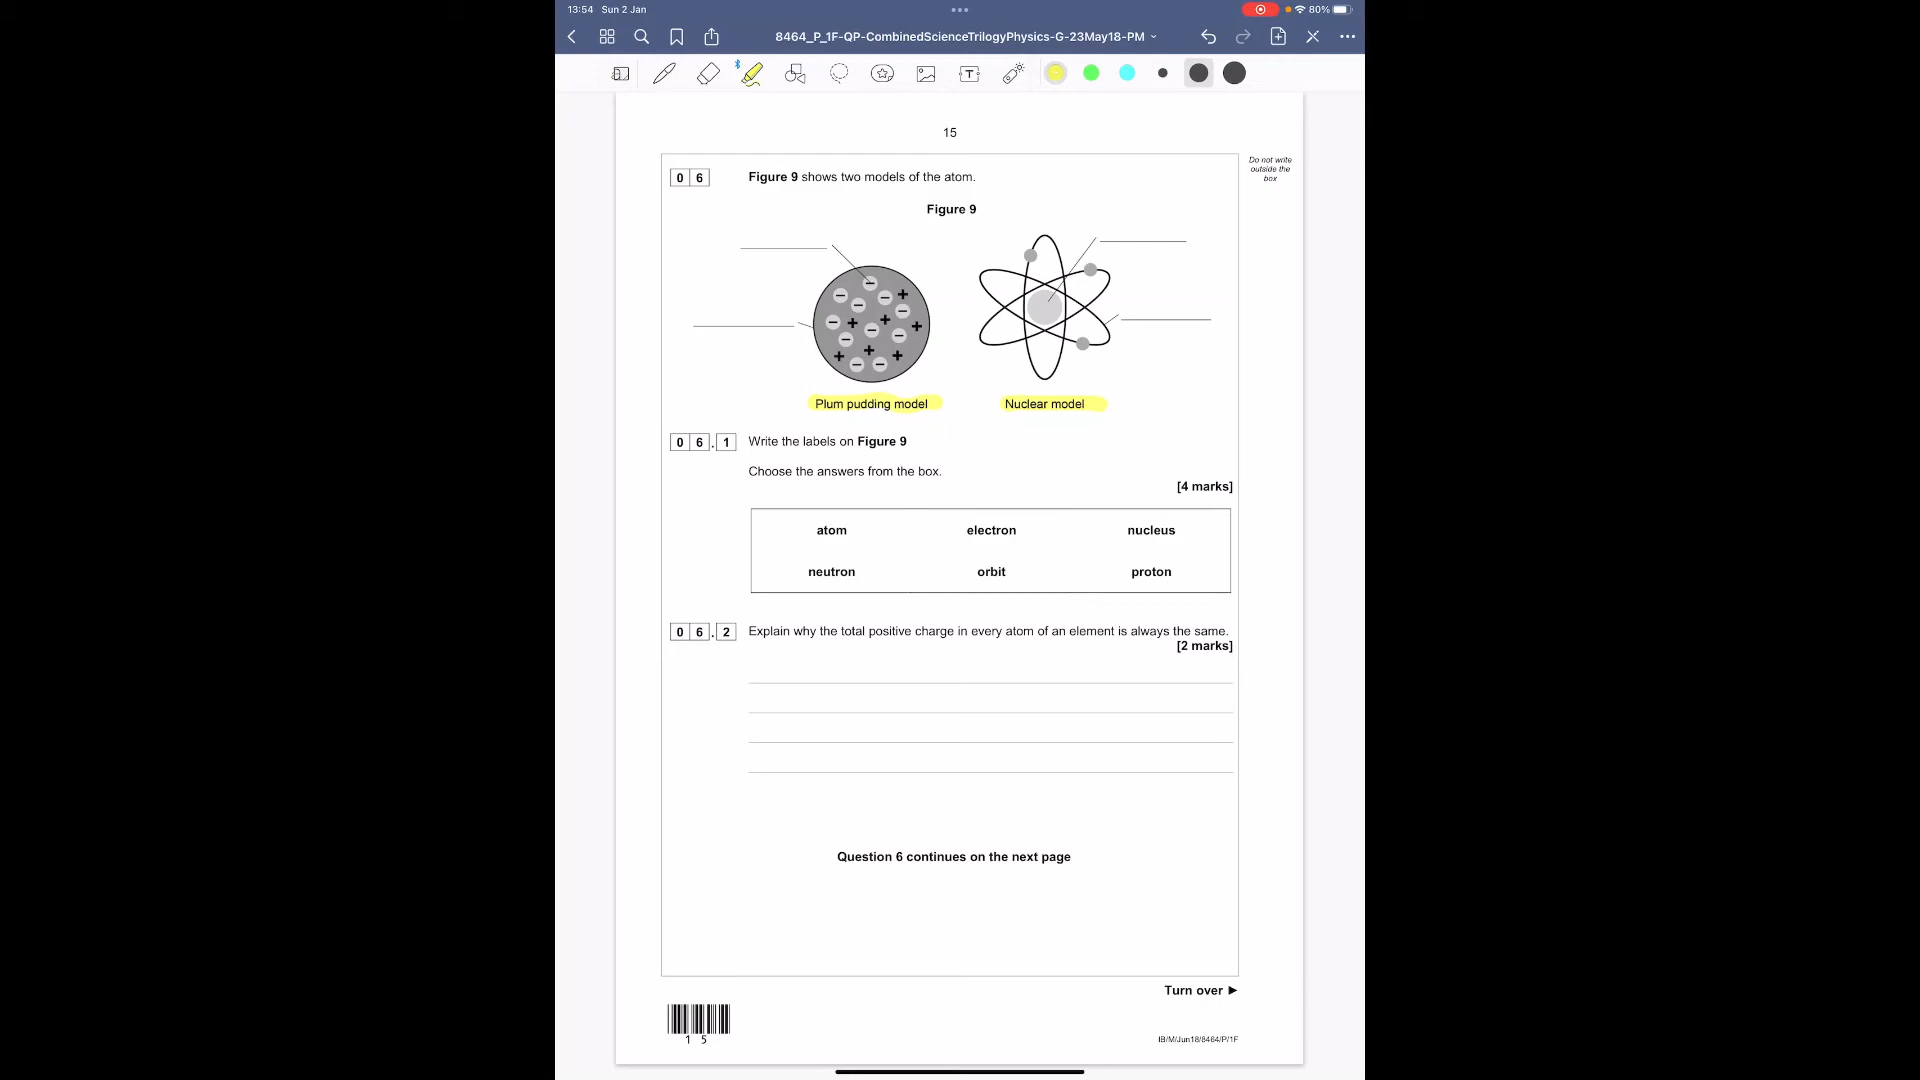 13:54 Sun 2 Jan
80%
8464_P_1F-QP-CombinedScienceTrilogyPhysics-G-23May18-PM
T
15
Do not write
outside the
box
0 6 Figure 9 shows two models of the atom.
Figure 9
Plum pudding model Nuclear model
0 6 . 1 Write the labels on Figure 9
Choose the answers from the box.
[4 marks]
atom electron nucleus
neutron orbit proton
0 6 . 2 Explain why the total positive charge in every atom of an element is always the same.
[2 marks]
Question 6 continues on the next page
Turn over ►
1 5
IB/M/Jun18/8464/P/1F